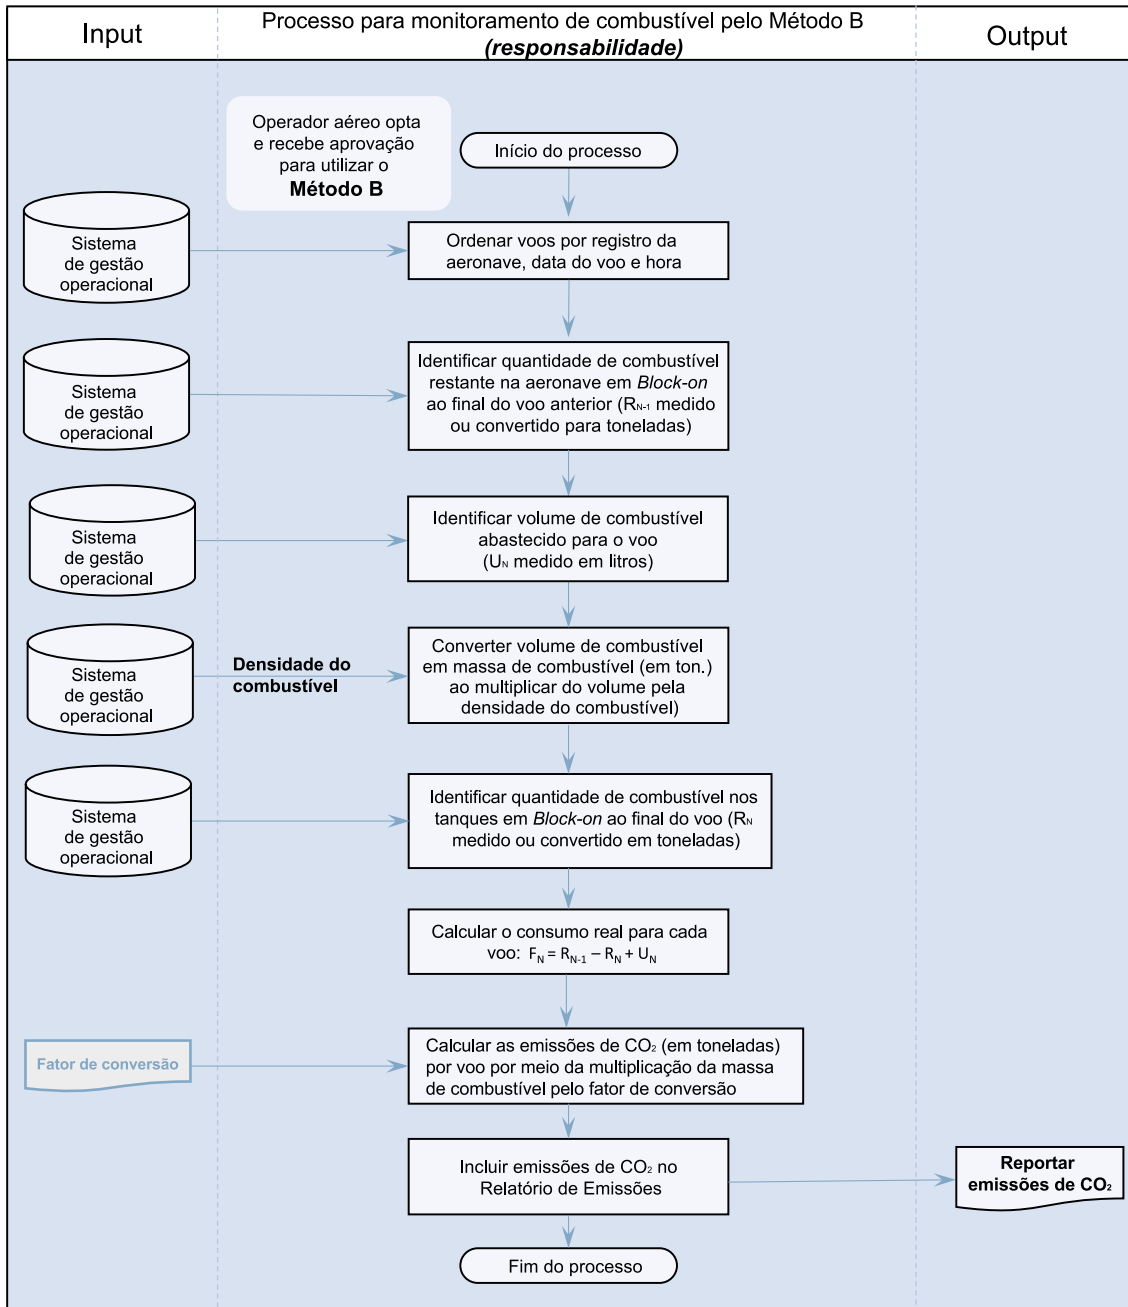 Input
Processo para monitoramento de combustível pelo Método B
(responsabilidade)
Output
Operador aéreo opta
e recebe aprovação
para utilizar o
Método B
Início do processo
Sistema
de gestão
operacional
Ordenar voos por registro da
aeronave, data do voo e hora
Sistema
de gestão
operacional
Identificar quantidade de combustível
restante na aeronave em Block-on
ao final do voo anterior (R_{N-1} medido
ou convertido para toneladas)
Sistema
de gestão
operacional
Identificar volume de combustível
abastecido para o voo
(U_N medido em litros)
Sistema
de gestão
operacional
Densidade do
combustível
Converter volume de combustível
em massa de combustível (em ton.)
ao multiplicar do volume pela
densidade do combustível)
Sistema
de gestão
operacional
Identificar quantidade de combustível nos
tanques em Block-on ao final do voo (R_N
medido ou convertido em toneladas)
Calcular o consumo real para cada
voo: F_N = R_{N-1} – R_N + U_N
Fator de conversão
Calcular as emissões de CO₂ (em toneladas)
por voo por meio da multiplicação da massa
de combustível pelo fator de conversão
Incluir emissões de CO₂ no
Relatório de Emissões
Reportar
emissões de CO₂
Fim do processo